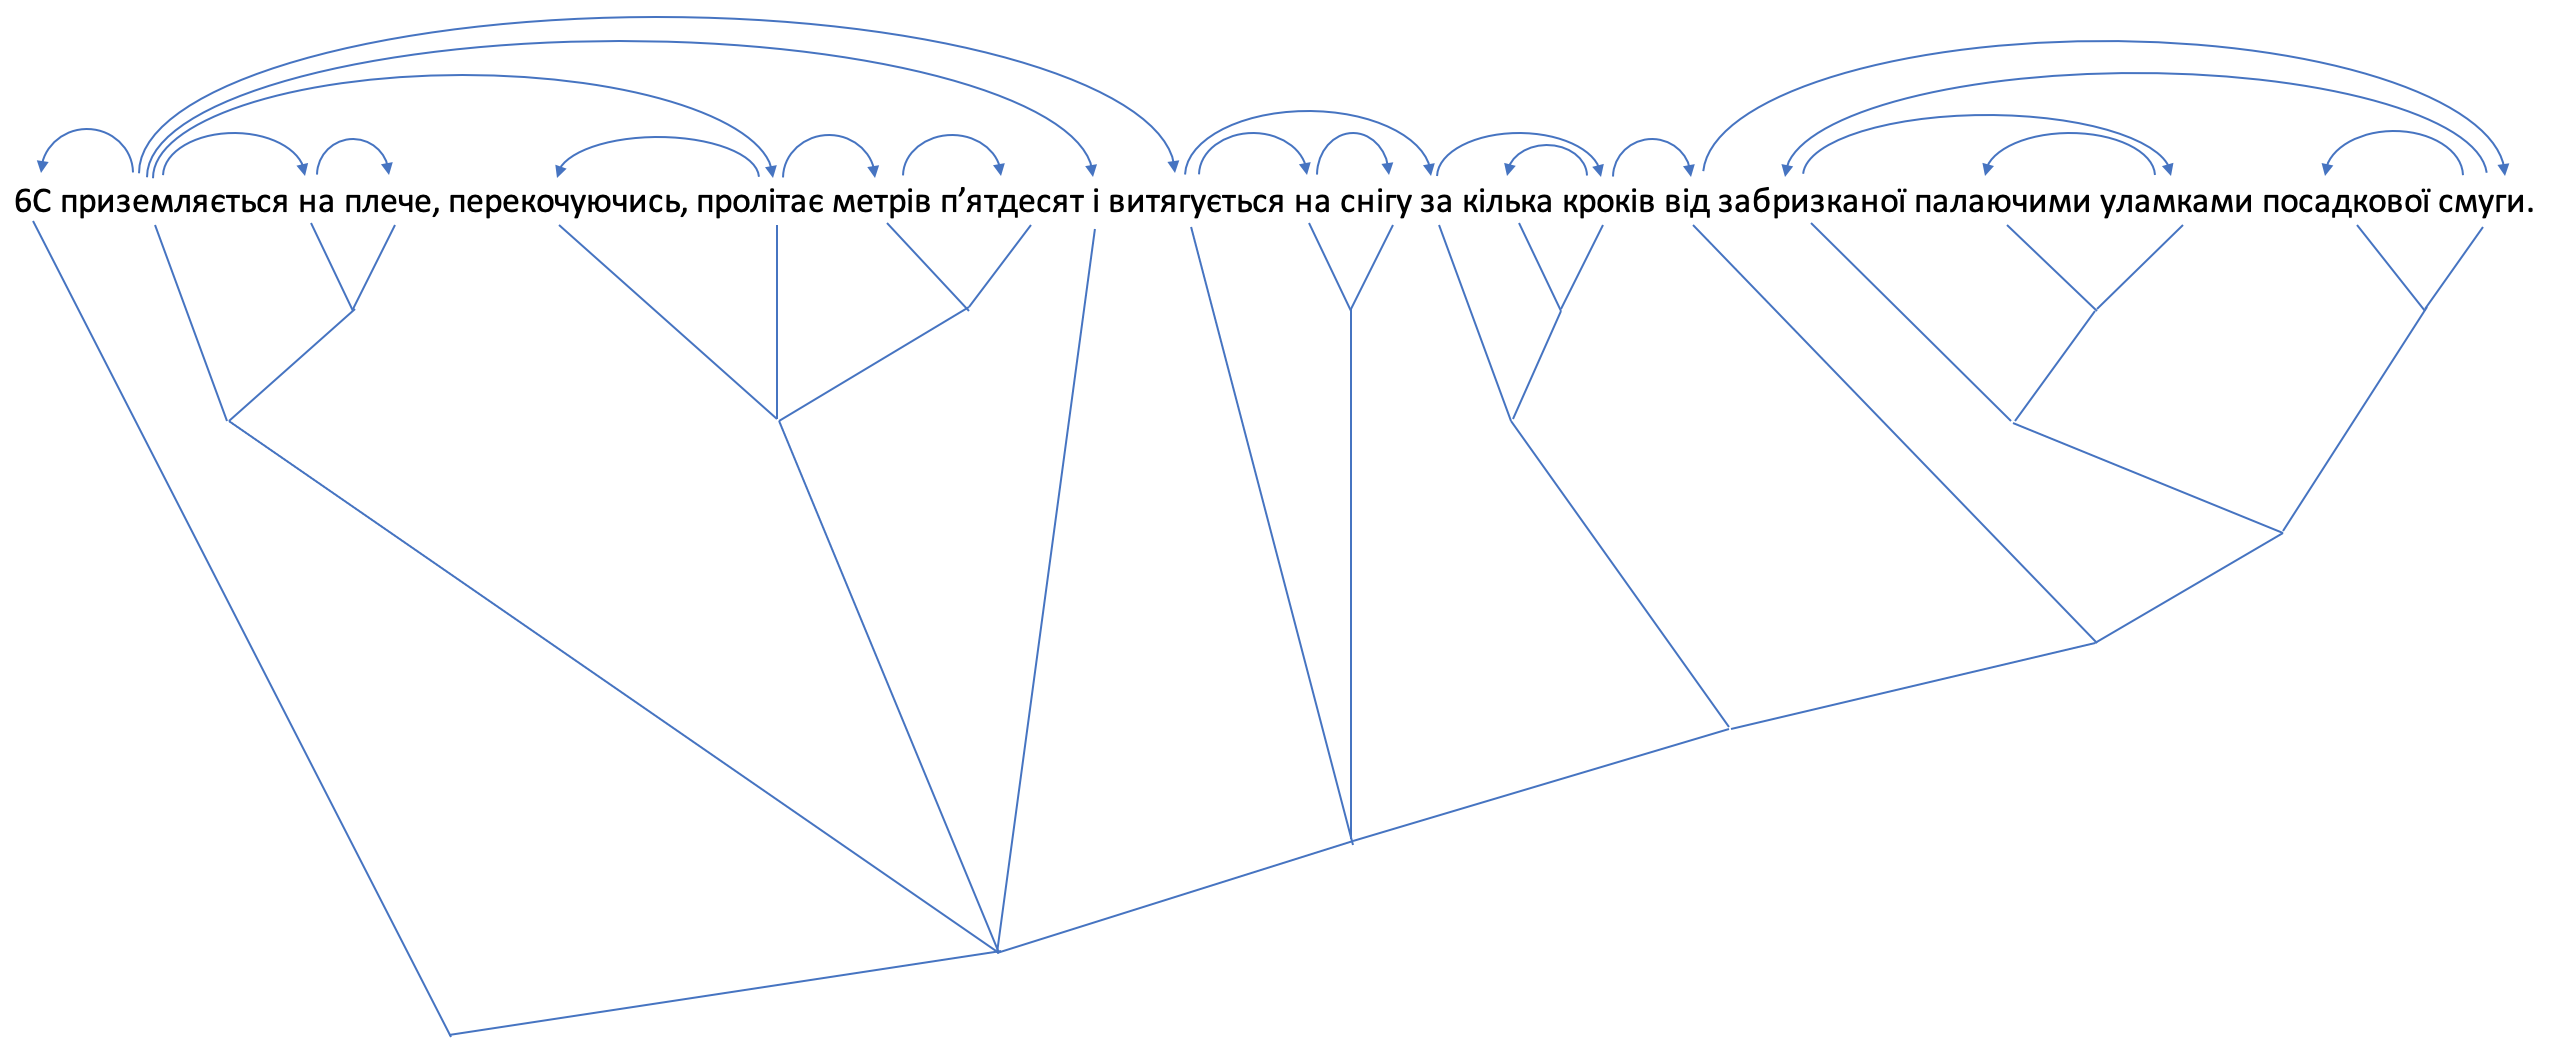 6С приземляється на плече, перекочуючись, пролітає метрів п’ятдесят і витягується на снігу за кілька кроків від забризканої палаючими уламками посадкової смуги.